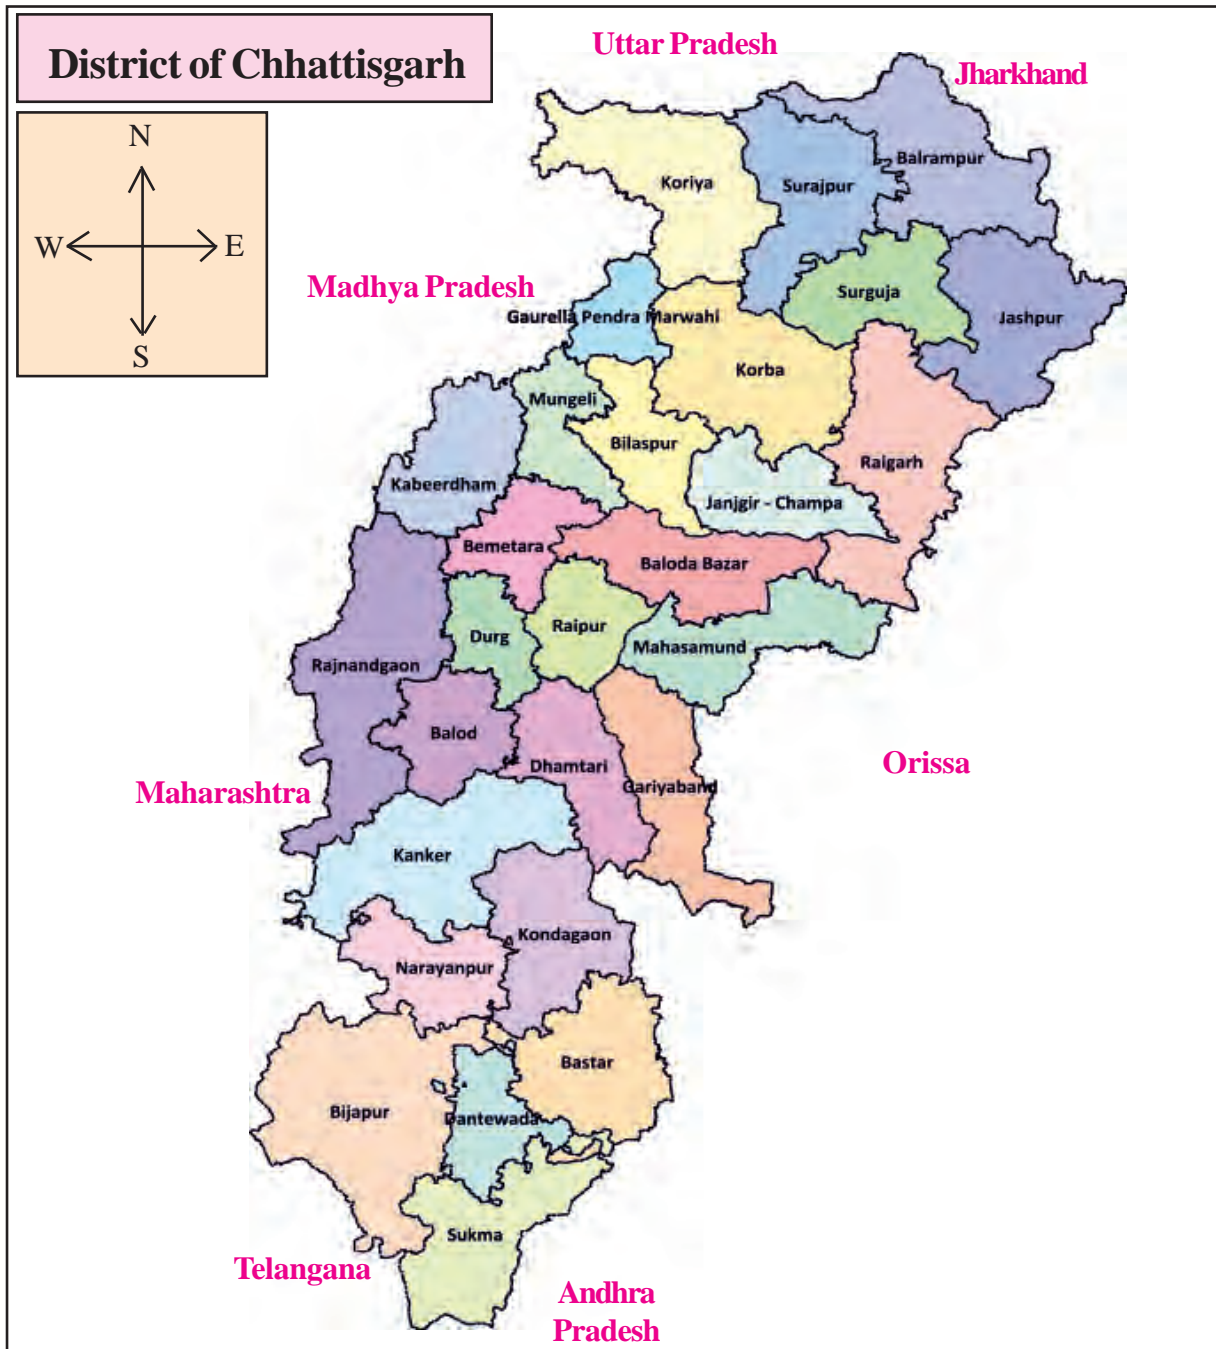 District of Chhattisgarh
Uttar Pradesh
Jharkhand
N
W
E
S
Balrampur
Koriya
Surajpur
Madhya Pradesh
Surguja
Gaurella Pendra Marwahi
Jashpur
Korba
Mungeli
Bilaspur
Raigarh
Kabeerdham
Janjgir - Champa
Bemetara
Baloda Bazar
Raipur
Durg
Mahasamund
Rajnandgaon
Balod
Orissa
Dhamtari
Gariyaband
Maharashtra
Kanker
Kondagaon
Narayanpur
Bastar
Bijapur
Dantewada
Sukma
Telangana
Andhra
Pradesh